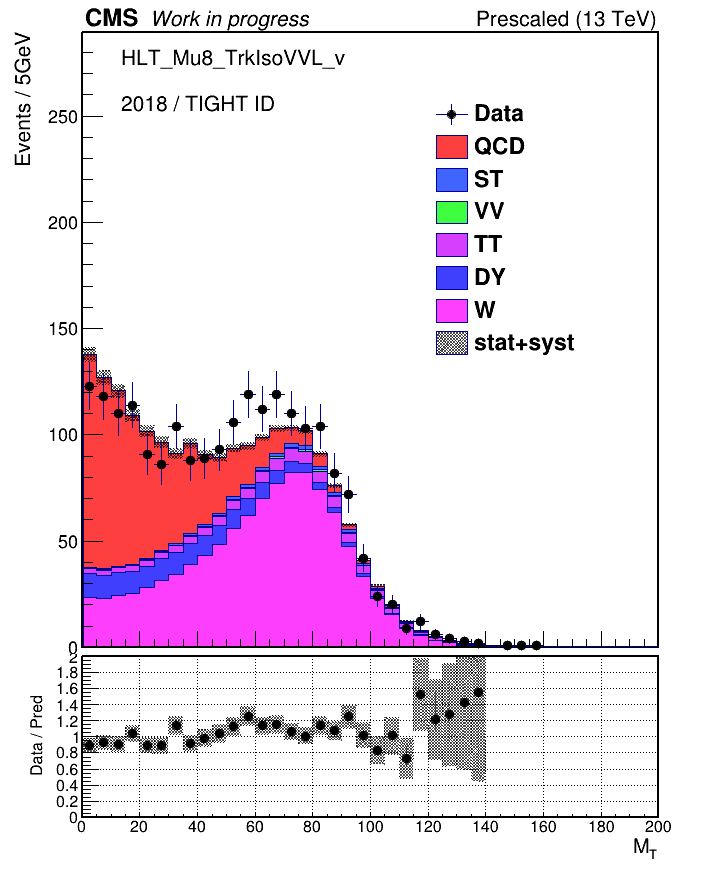 CMS Work in progress Prescaled (13 TeV)
HLT_Mu8_TrkIsoVVL_v
2018 / TIGHT ID
Events / 5GeV
250
200
150
100
50
0
Data
QCD
ST
VV
TT
DY
W
stat+syst
Data / Pred
2
1.8
1.6
1.4
1.2
1
0.8
0.6
0.4
0.2
0
0 20 40 60 80 100 120 140 160 180 200
M_T